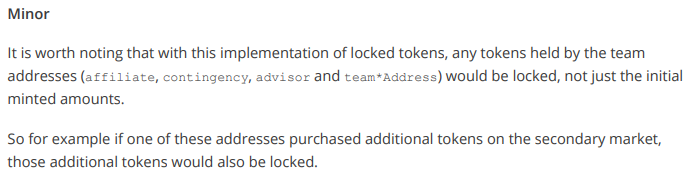 Minor
It is worth noting that with this implementation of locked tokens, any tokens held by the team
addresses (affiliate, contingency, advisor and team*Address) would be locked, not just the initial
minted amounts.
So for example if one of these addresses purchased additional tokens on the secondary market,
those additional tokens would also be locked.